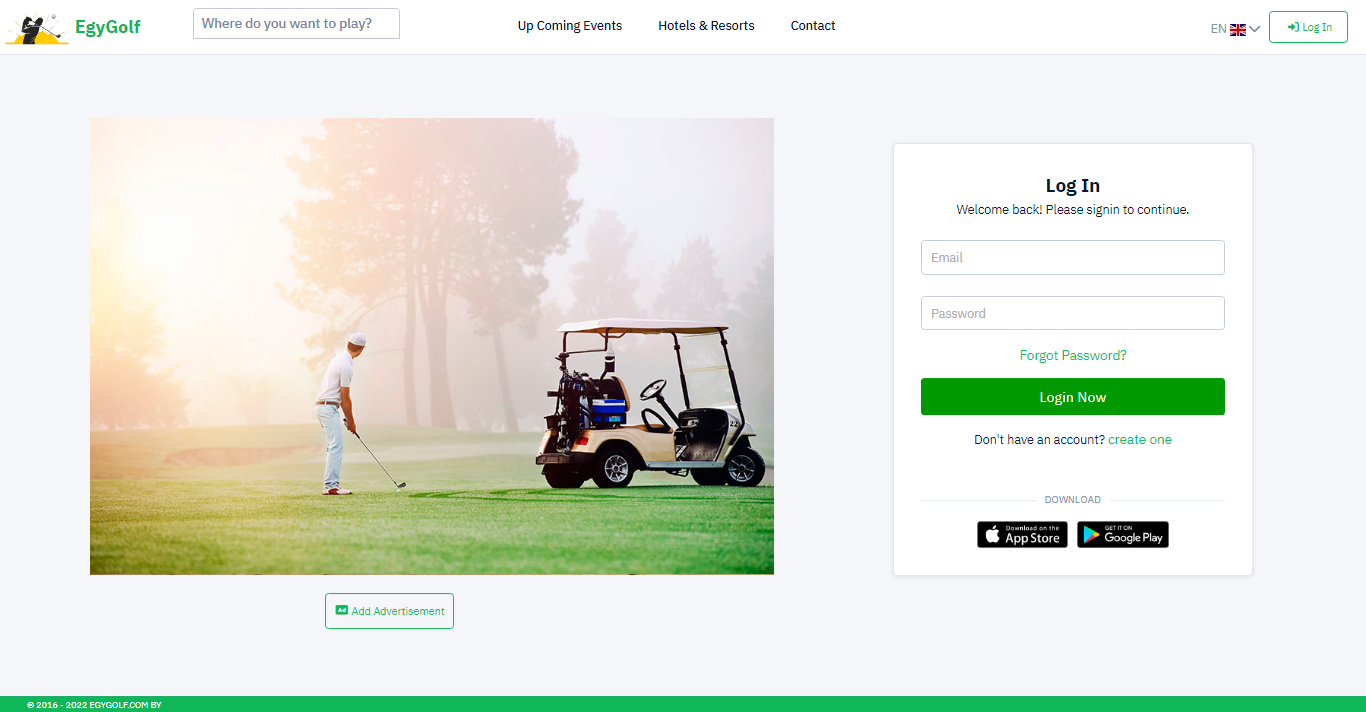 EgyGolf
Where do you want to play?
Up Coming Events
Hotels & Resorts
Contact
EN
Log In
Log In
Welcome back! Please signin to continue.
Email
Password
Forgot Password?
Login Now
Don't have an account? create one
DOWNLOAD
Download on the
App Store
GET IT ON
Google Play
22
Ad Add Advertisement
© 2016 - 2022 EGYGOLF.COM BY